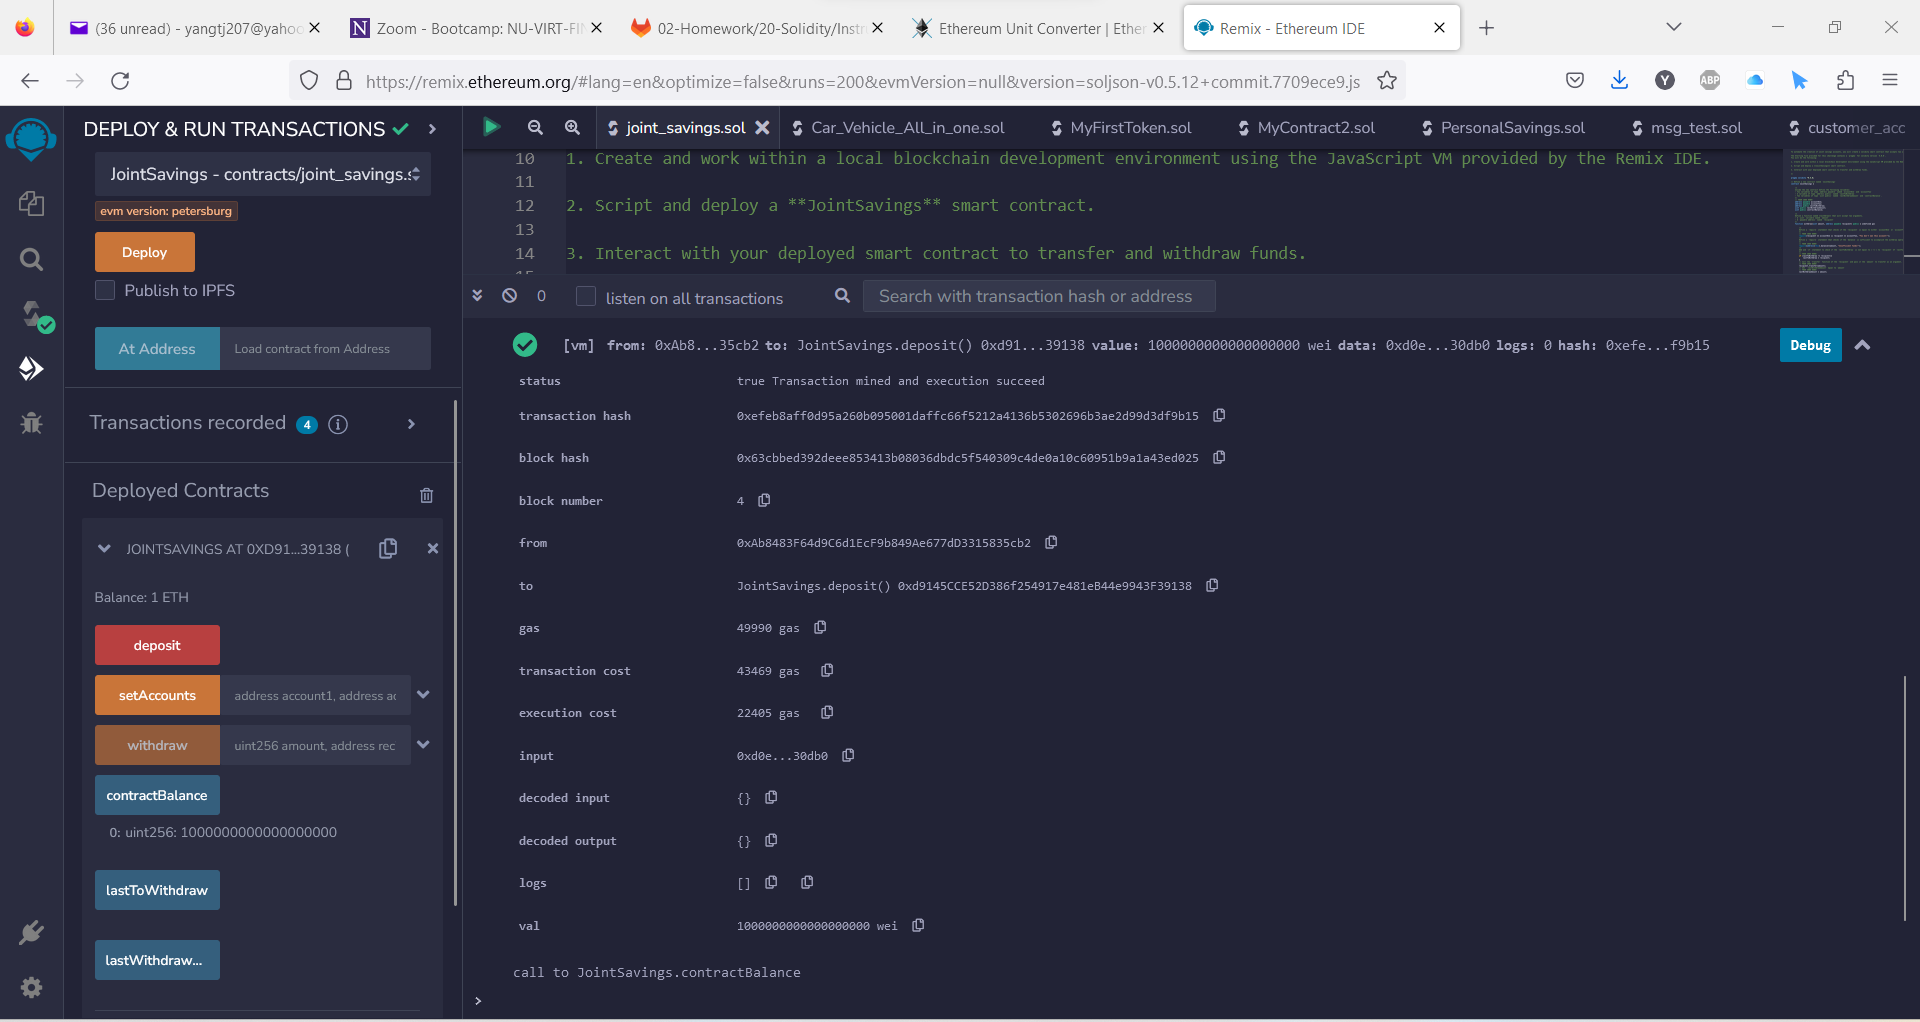 (36 unread) - yangtj207@yahoo
Zoom - Bootcamp: NU-VIRT-FIN
02-Homework/20-Solidity/Instru
Ethereum Unit Converter | Ether
Remix - Ethereum IDE
https://remix.ethereum.org/#lang=en&optimize=false&runs=200&evmVersion=null&version=soljson-v0.5.12+commit.7709ece9.js
Y
ABP
DEPLOY & RUN TRANSACTIONS
JointSavings - contracts/joint_savings.s
evm version: petersburg
Deploy
Publish to IPFS
At Address
Load contract from Address
Transactions recorded 4 i
Deployed Contracts
JOINTSAVINGS AT 0XD91...39138 (
Balance: 1 ETH
deposit
setAccounts
address account1, address ac
withdraw
uint256 amount, address rec
contractBalance
0: uint256: 1000000000000000000
lastToWithdraw
lastWithdraw...
joint_savings.sol
Car_Vehicle_All_in_one.sol
MyFirstToken.sol
MyContract2.sol
PersonalSavings.sol
msg_test.sol
customer_acc
10 1. Create and work within a local blockchain development environment using the JavaScript VM provided by the Remix IDE.
11
12 2. Script and deploy a **JointSavings** smart contract.
13
14 3. Interact with your deployed smart contract to transfer and withdraw funds.
15
0
listen on all transactions
Search with transaction hash or address
[vm] from: 0xAb8...35cb2 to: JointSavings.deposit() 0xd91...39138 value: 1000000000000000000 wei data: 0xd0e...30db0 logs: 0 hash: 0xefe...f9b15
Debug
status true Transaction mined and execution succeed
transaction hash 0xefeb8aff0d95a260b095001daffc66f5212a4136b5302696b3ae2d99d3df9b15
block hash 0x63cbbed392deee853413b08036dbdc5f540309c4de0a10c60951b9a1a43ed025
block number 4
from 0xAb8483F64d9C6d1EcF9b849Ae677dD3315835cb2
to JointSavings.deposit() 0xd9145CCE52D386f254917e481eB44e9943F39138
gas 49990 gas
transaction cost 43469 gas
execution cost 22405 gas
input 0xd0e...30db0
decoded input {}
decoded output {}
logs []
val 1000000000000000000 wei
call to JointSavings.contractBalance
>